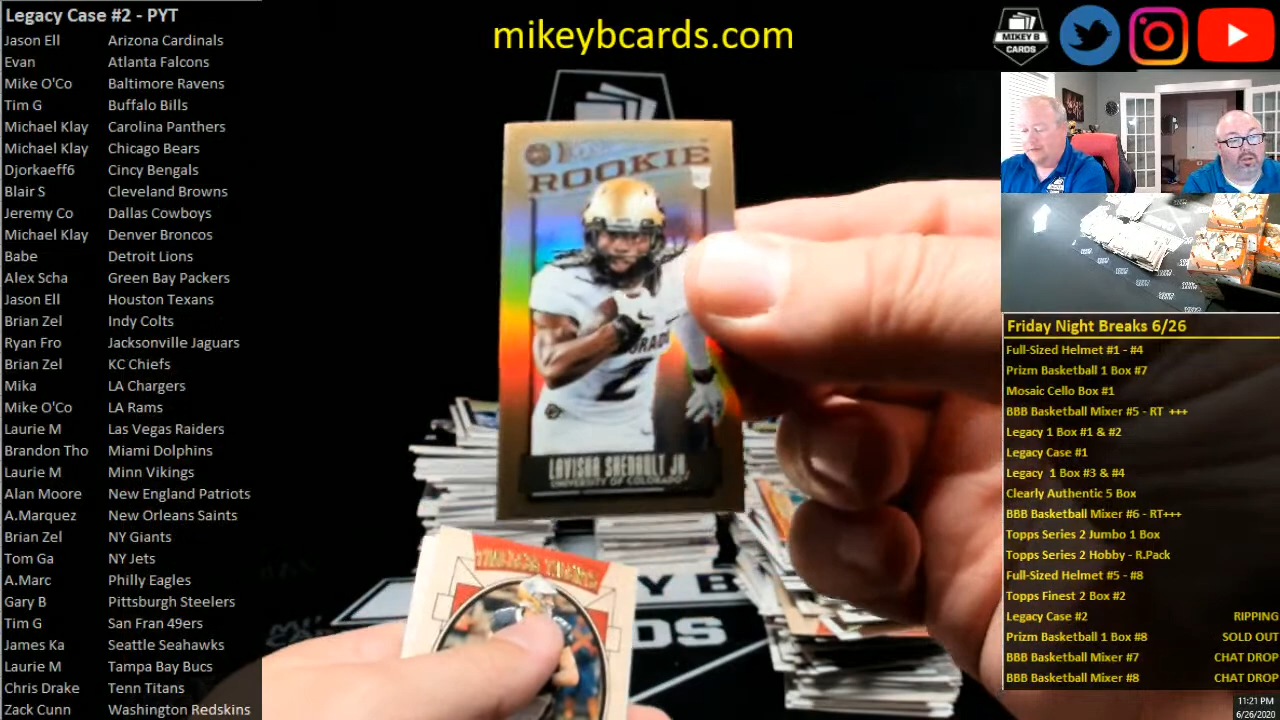 Legacy Case #2 - PYT
Jason Ell Arizona Cardinals
Evan Atlanta Falcons
Mike O'Co Baltimore Ravens
Tim G Buffalo Bills
Michael Klay Carolina Panthers
Michael Klay Chicago Bears
Djorkaeff6 Cincy Bengals
Blair S Cleveland Browns
Jeremy Co Dallas Cowboys
Michael Klay Denver Broncos
Babe Detroit Lions
Alex Scha Green Bay Packers
Jason Ell Houston Texans
Brian Zel Indy Colts
Ryan Fro Jacksonville Jaguars
Brian Zel KC Chiefs
Mika LA Chargers
Mike O'Co LA Rams
Laurie M Las Vegas Raiders
Brandon Tho Miami Dolphins
Laurie M Minn Vikings
Alan Moore New England Patriots
A.Marquez New Orleans Saints
Brian Zel NY Giants
Tom Ga NY Jets
A.Marc Philly Eagles
Gary B Pittsburgh Steelers
Tim G San Fran 49ers
James Ka Seattle Seahawks
Laurie M Tampa Bay Bucs
Chris Drake Tenn Titans
Zack Cunn Washington Redskins
mikeybcards.com
ROOKIE
2
LAVISKA SHENAULT JR.
UNIVERSITY OF COLORADO
MIKEY B
CARDS
Friday Night Breaks 6/26
Full-Sized Helmet #1 - #4
Prizm Basketball 1 Box #7
Mosaic Cello Box #1
BBB Basketball Mixer #5 - RT +++
Legacy 1 Box #1 & #2
Legacy Case #1
Legacy 1 Box #3 & #4
Clearly Authentic 5 Box
BBB Basketball Mixer #6 - RT+++
Topps Series 2 Jumbo 1 Box
Topps Series 2 Hobby - R.Pack
Full-Sized Helmet #5 - #8
Topps Finest 2 Box #2
Legacy Case #2 RIPPING
Prizm Basketball 1 Box #8 SOLD OUT
BBB Basketball Mixer #7 CHAT DROP
BBB Basketball Mixer #8 CHAT DROP
11:21 PM
6/26/2020